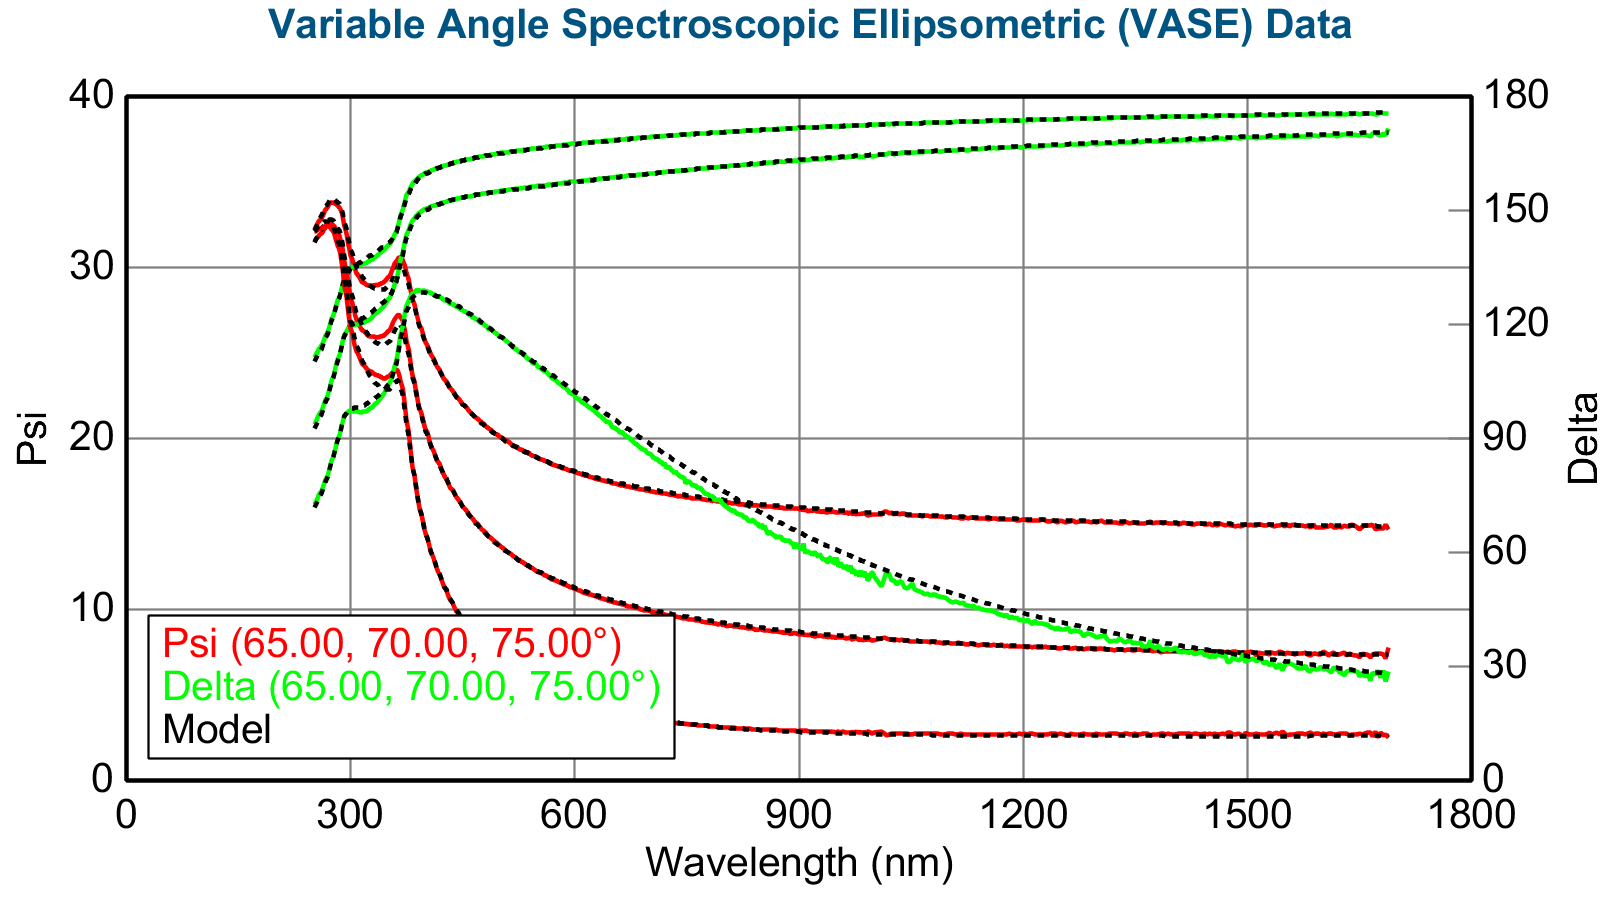 Variable Angle Spectroscopic Ellipsometric (VASE) Data
40
30
20
10
0
Psi
180
150
120
90
60
30
0
Delta
Psi (65.00, 70.00, 75.00°)
Delta (65.00, 70.00, 75.00°)
Model
0 300 600 900 1200 1500 1800
Wavelength (nm)